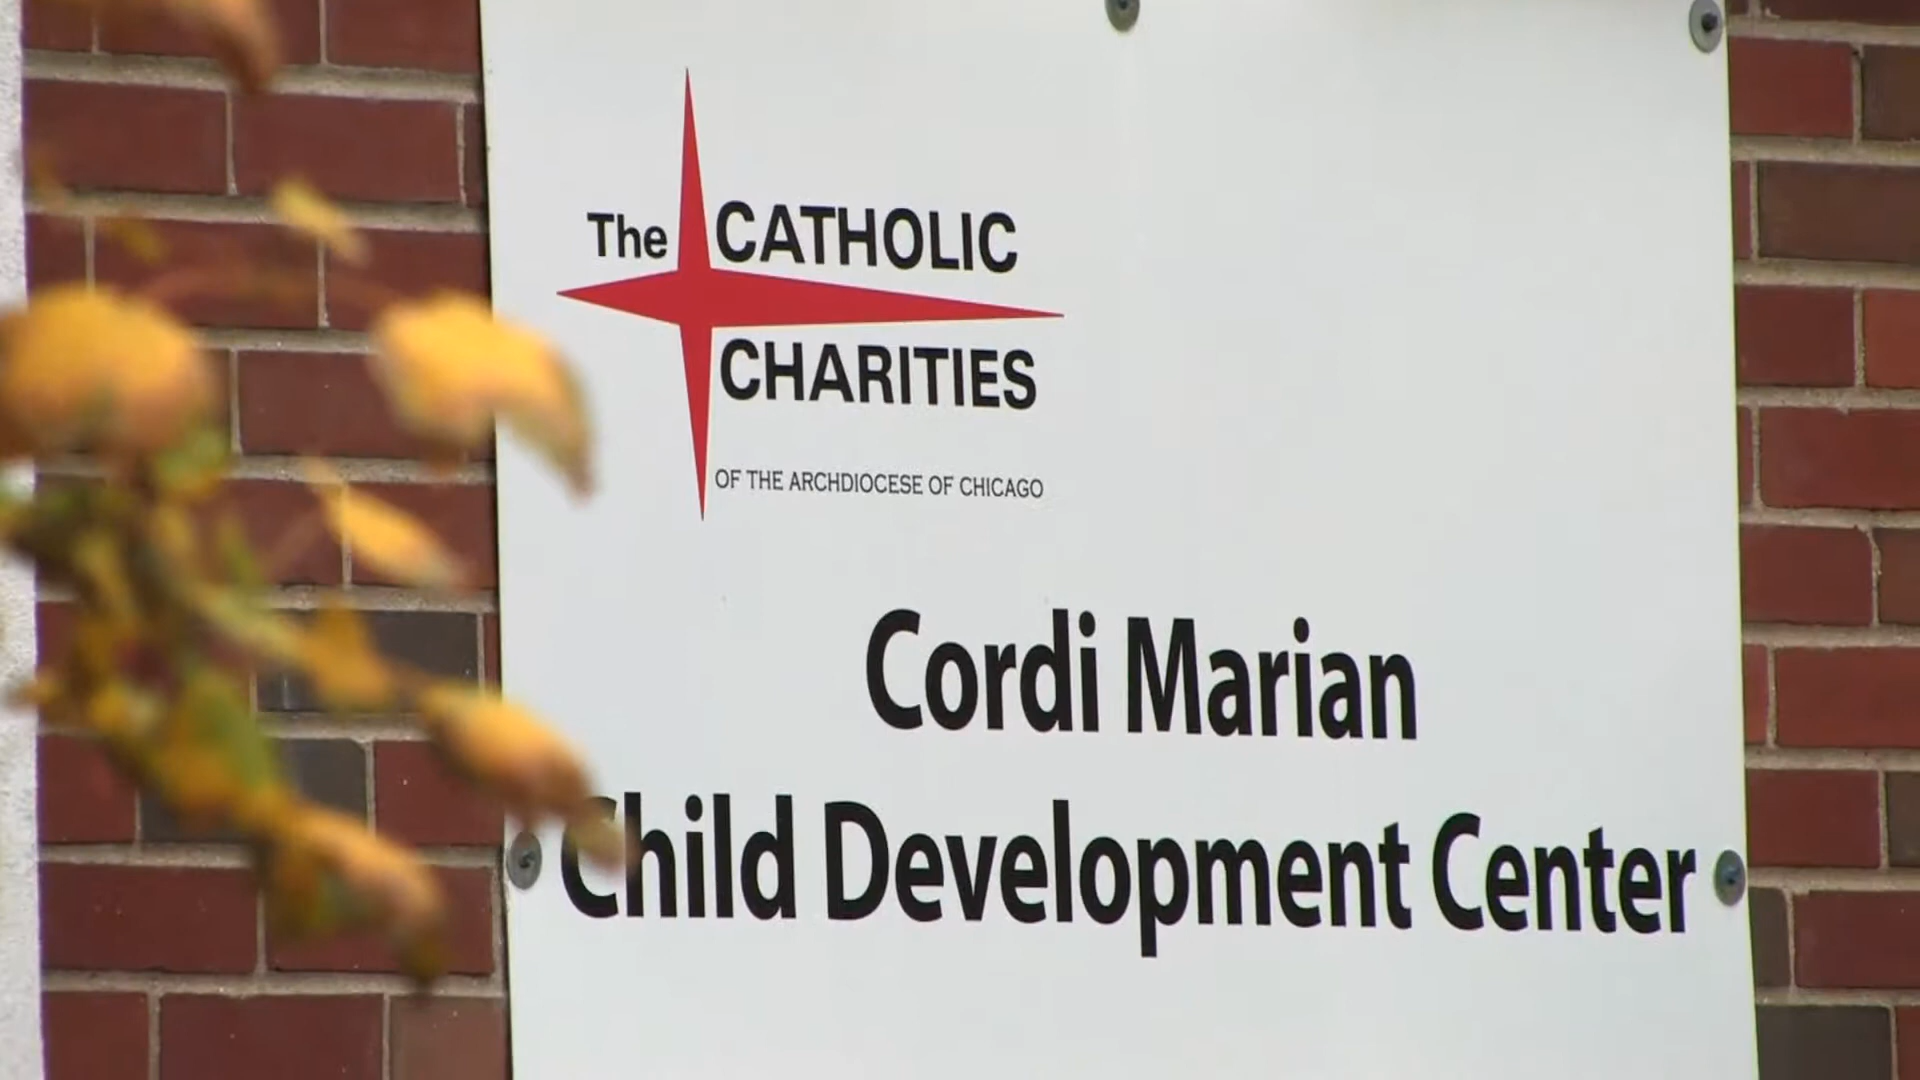 The CATHOLIC
CHARITIES
OF THE ARCHDIOCESE OF CHICAGO
Cordi Marian
Child Development Center